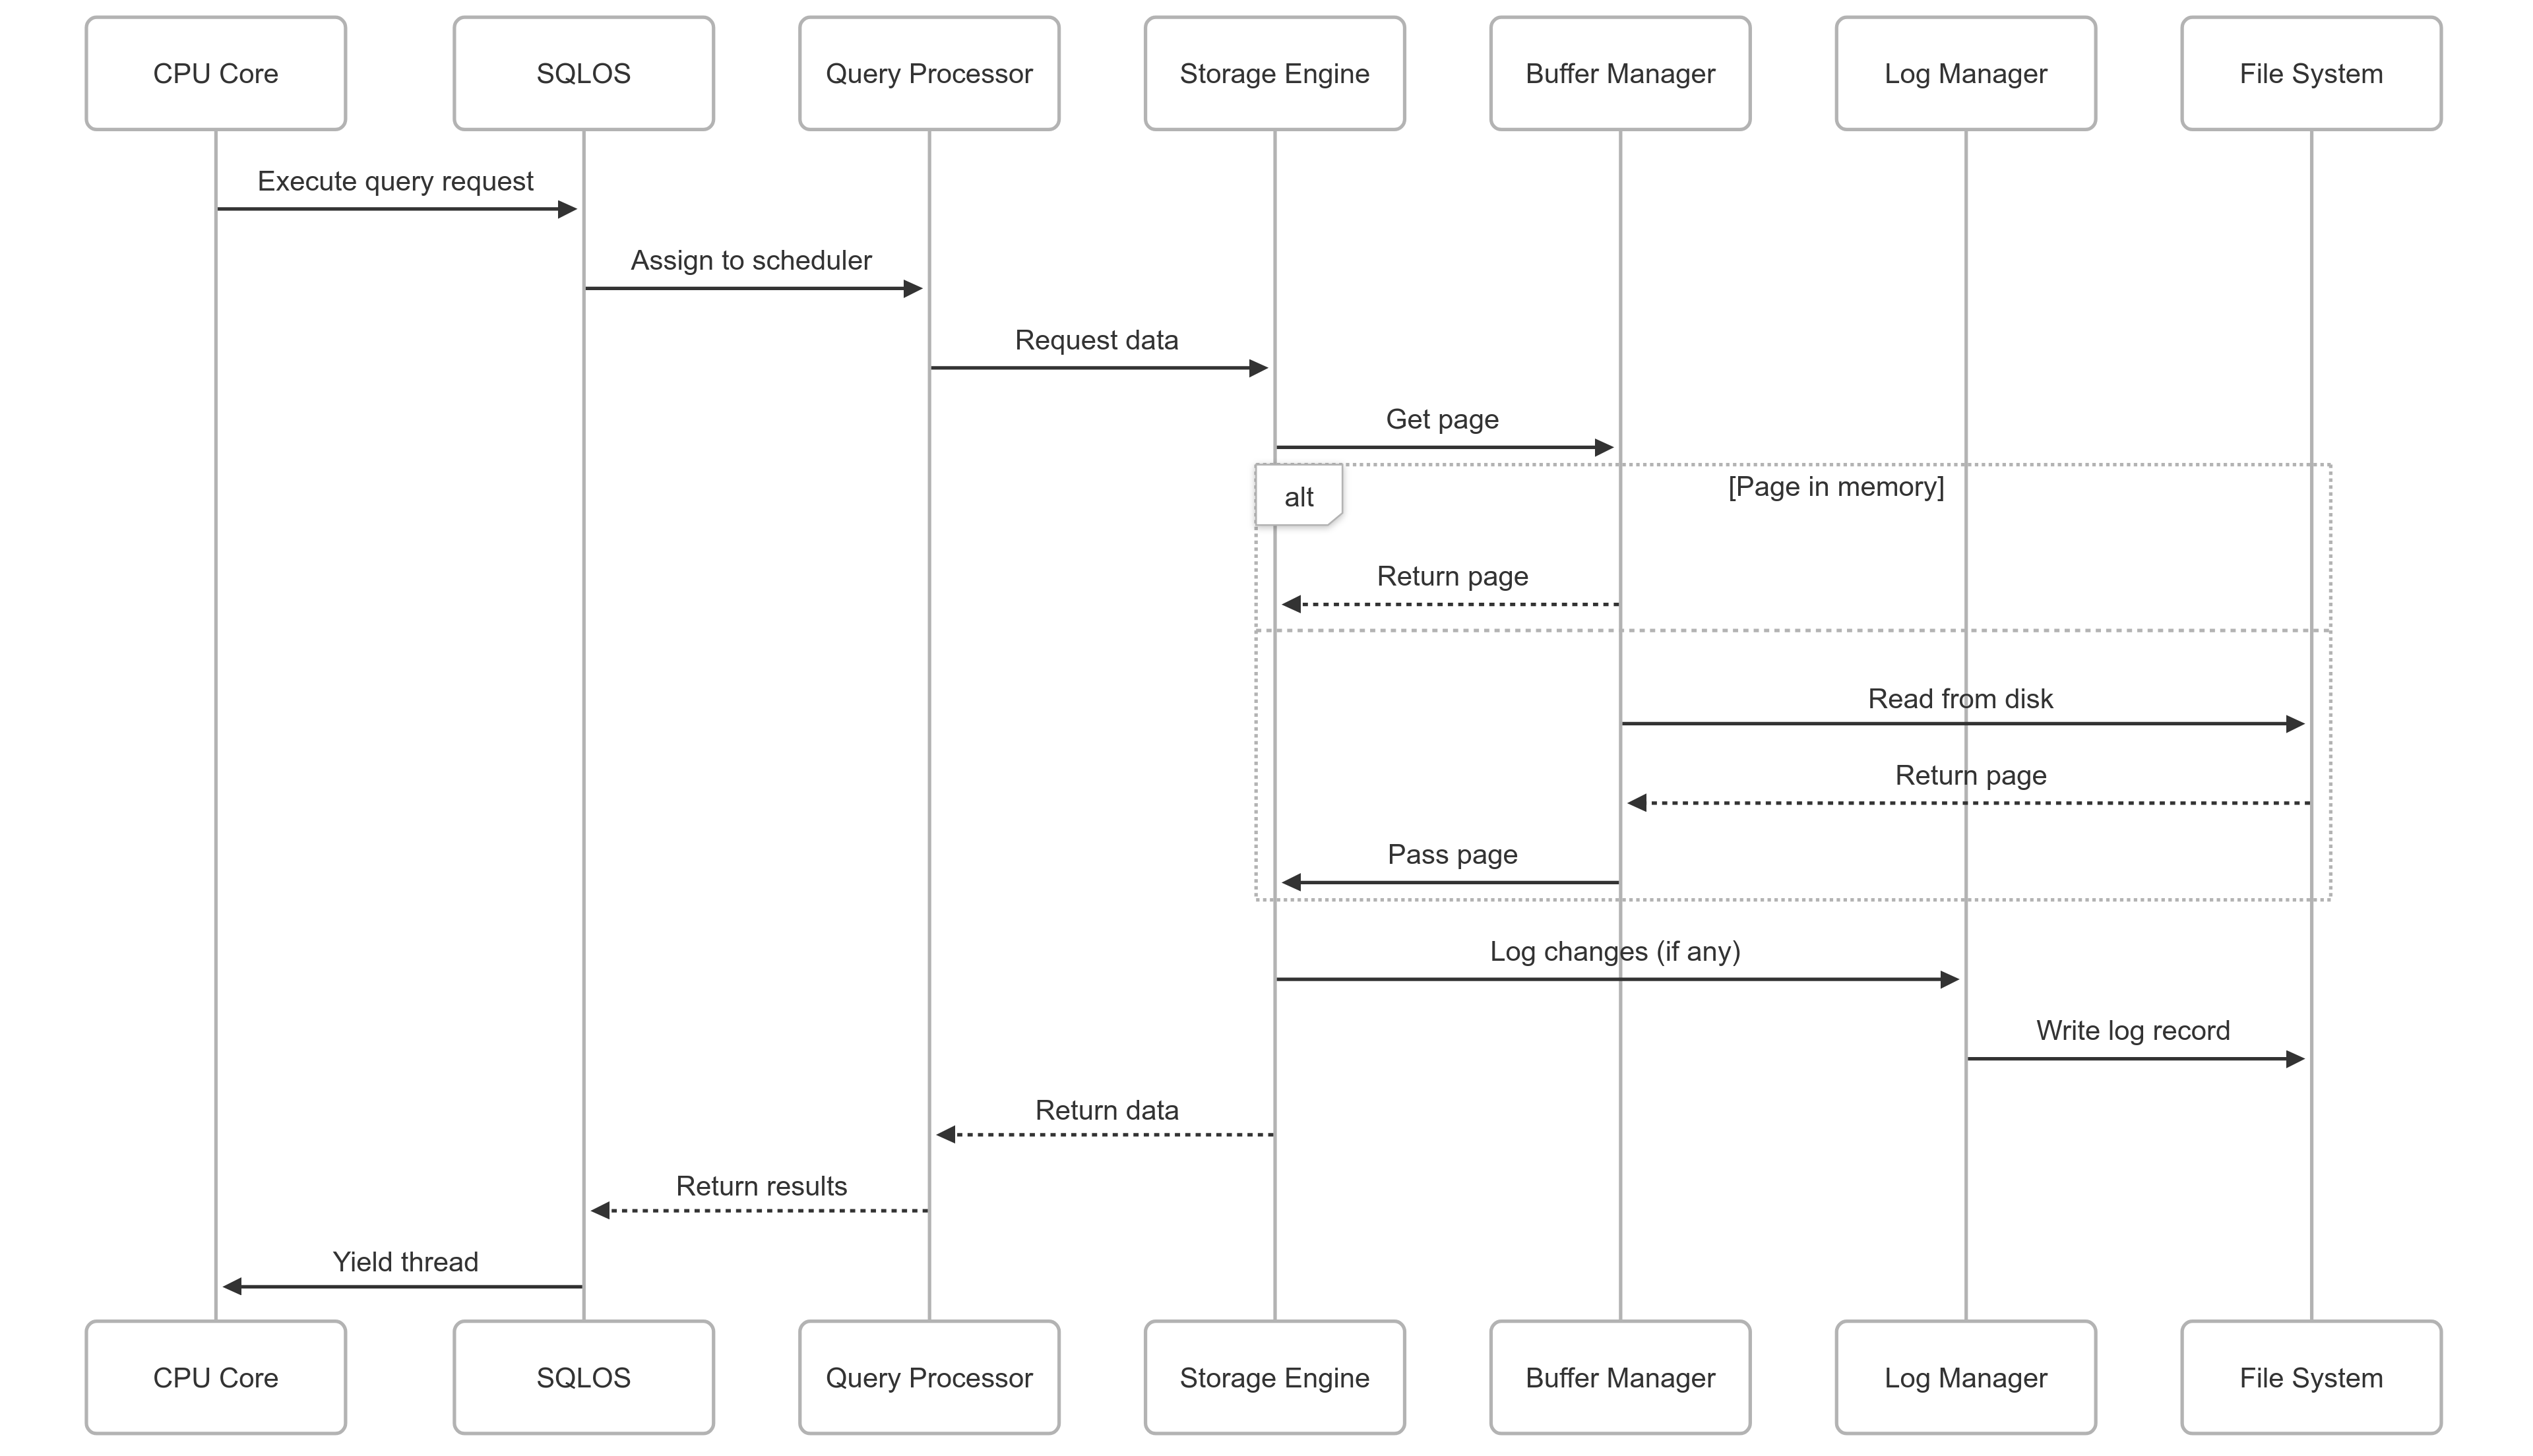 CPU Core
SQLOS
Query Processor
Storage Engine
Buffer Manager
Log Manager
File System
Execute query request
Assign to scheduler
Request data
Get page
alt
[Page in memory]
Return page
Read from disk
Return page
Pass page
Log changes (if any)
Write log record
Return data
Return results
Yield thread
CPU Core
SQLOS
Query Processor
Storage Engine
Buffer Manager
Log Manager
File System